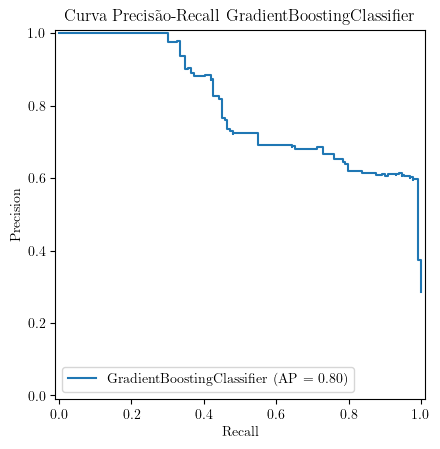 Curva Precisão-Recall GradientBoostingClassifier
1.0
0.8
0.6
0.4
0.2
0.0
Precision
GradientBoostingClassifier (AP = 0.80)
0.0 0.2 0.4 0.6 0.8 1.0
Recall